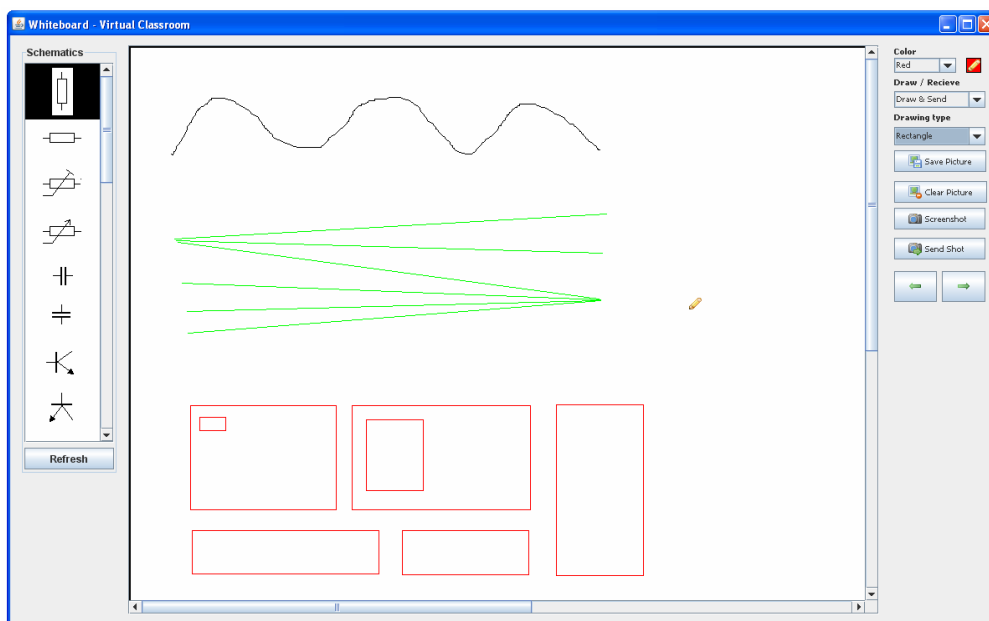 Whiteboard - Virtual Classroom
Schematics
Refresh
Color
Red
Draw / Recieve
Draw & Send
Drawing type
Rectangle
Save Picture
Clear Picture
Screenshot
Send Shot